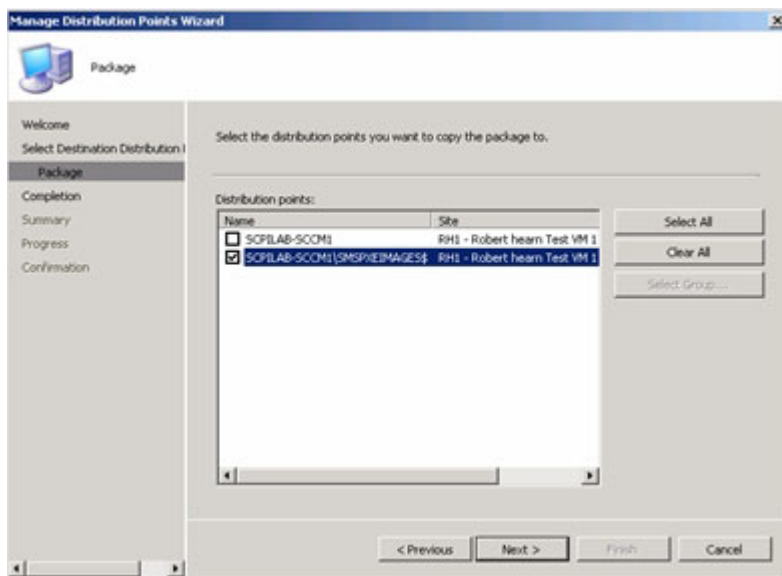 Manage Distribution Points Wizard
Package
Welcome
Select Destination Distribution
Package
Completion
Summary
Progress
Confirmation
Select the distribution points you want to copy the package to.
Distribution points:
Name Site
SCPILAB-SCCM1 RH1 - Robert hearn Test VM 1
SCPILAB-SCCM1\SMSPXEIMAGES$ RH1 - Robert hearn Test VM 1
Select All
Clear All
Select Group...
< Previous
Next >
Finish
Cancel